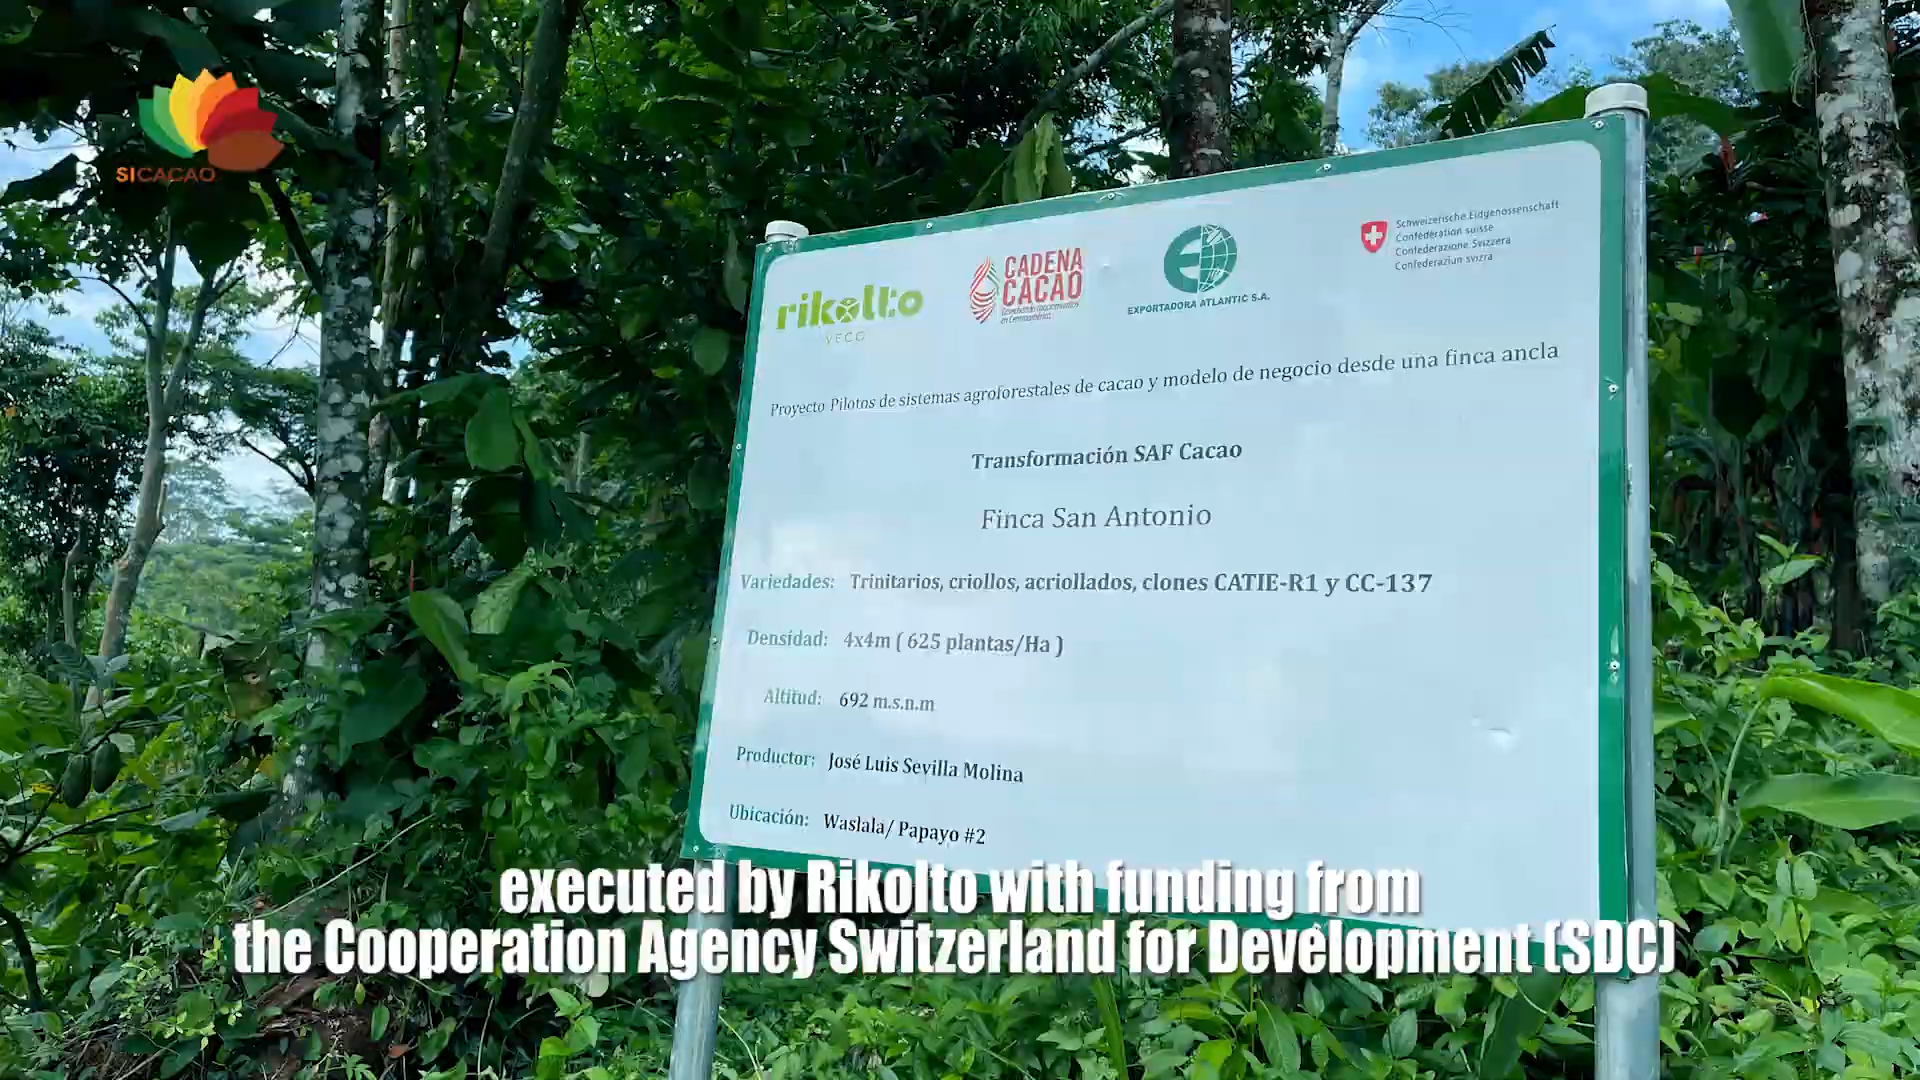 SICACAO
rikolto
VECO
CADENA
CACAO
en Centroamérica
EXPORTADORA ATLANTIC S.A.
Schweizerische Eidgenossenschaft
Confédération suisse
Confederazione Svizzera
Confederaziun svizra
Proyecto Pilotos de sistemas agroforestales de cacao y modelo de negocio desde una finca ancla
Transformación SAF Cacao
Finca San Antonio
Variedades: Trinitarios, criollos, acriollados, clones CATIE-R1 y CC-137
Densidad: 4x4m ( 625 plantas/Ha )
Altitud: 692 m.s.n.m
Productor: José Luis Sevilla Molina
Ubicación: Waslala/ Papayo #2
executed by Rikolto with funding from
the Cooperation Agency Switzerland for Development (SDC)